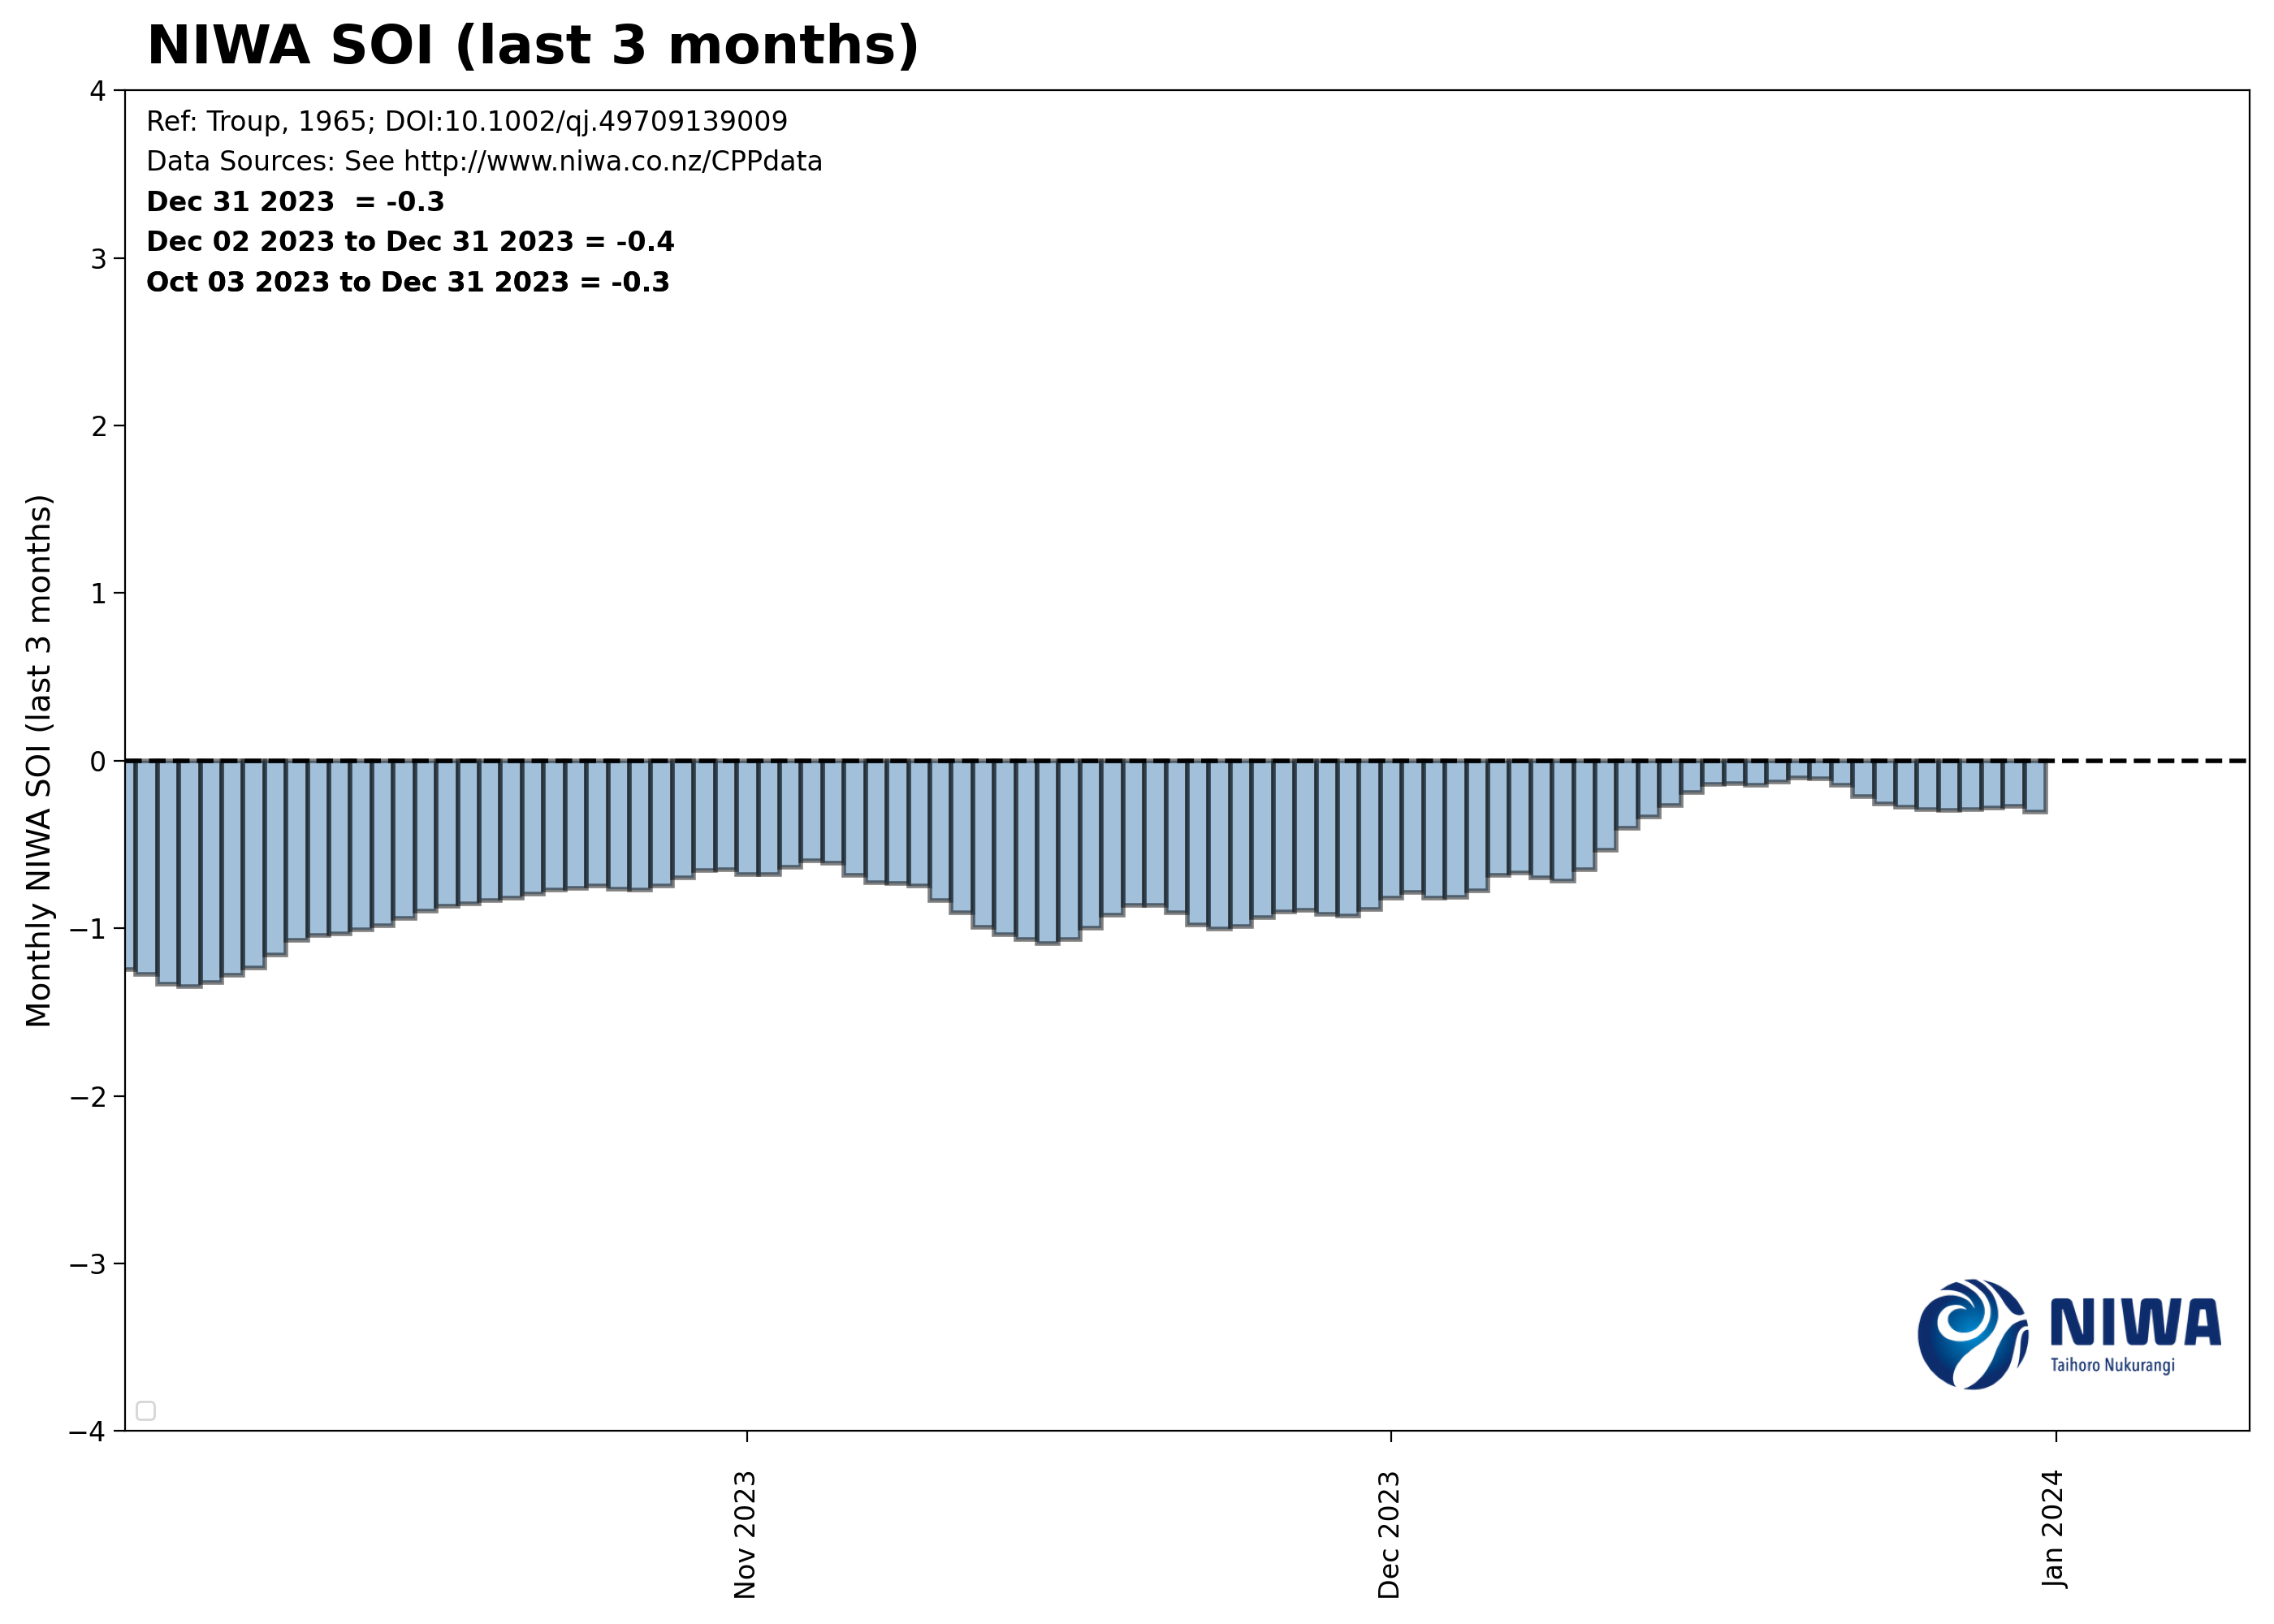 NIWA SOI (last 3 months)
Ref: Troup, 1965; DOI:10.1002/qj.49709139009
Data Sources: See http://www.niwa.co.nz/CPPdata
Dec 31 2023  = -0.3
Dec 02 2023 to Dec 31 2023 = -0.4
Oct 03 2023 to Dec 31 2023 = -0.3
Monthly NIWA SOI (last 3 months)
4
3
2
1
0
−1
−2
−3
−4
NIWA
Taihoro Nukurangi
Nov 2023
Dec 2023
Jan 2024